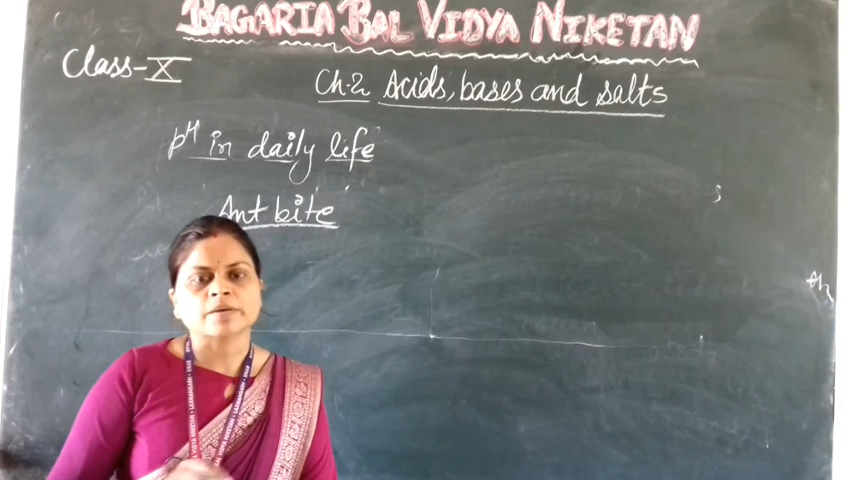 BAGARIA BAL VIDYA NIKETAN
Class-X
Ch.2 Acids, bases and salts
pH in daily life
Ant bite